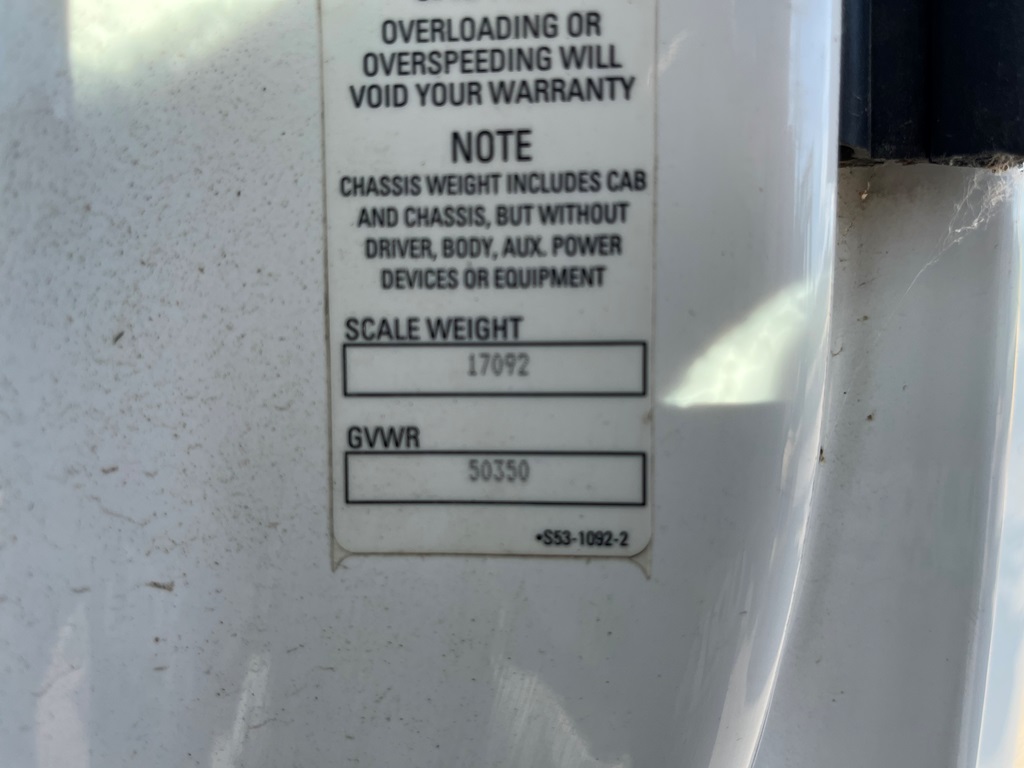 OVERLOADING OR
OVERSPEEDING WILL
VOID YOUR WARRANTY
NOTE
CHASSIS WEIGHT INCLUDES CAB
AND CHASSIS, BUT WITHOUT
DRIVER, BODY, AUX. POWER
DEVICES OR EQUIPMENT
SCALE WEIGHT
17092
GVWR
50350
•S53-1092-2